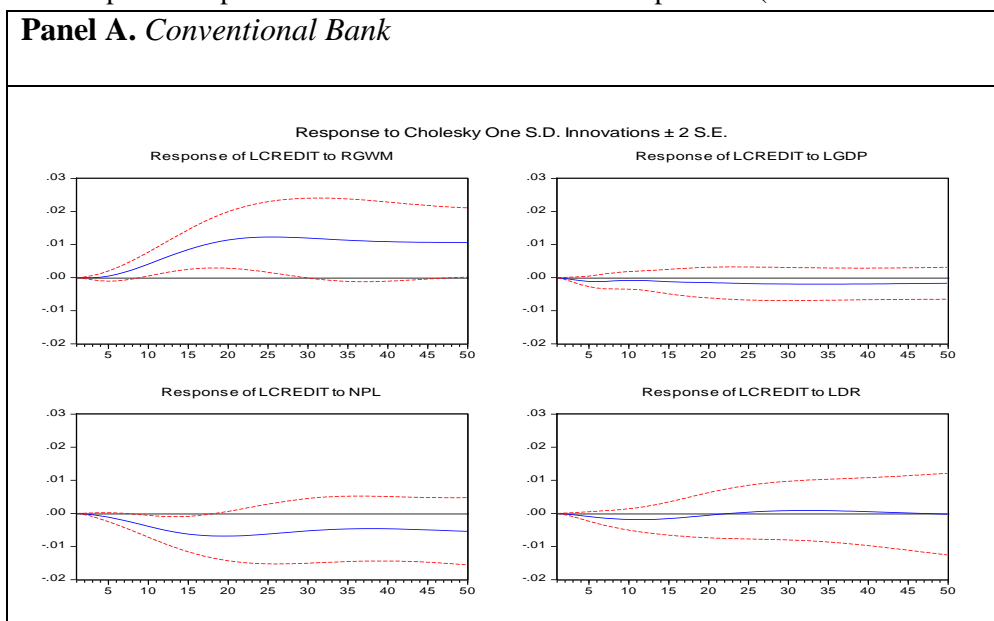 Panel A. Conventional Bank
Response to Cholesky One S.D. Innovations ± 2 S.E.
Response of LCREDIT to RGWM
.03
.02
.01
.00
-.01
-.02
5 10 15 20 25 30 35 40 45 50
Response of LCREDIT to LGDP
.03
.02
.01
.00
-.01
-.02
5 10 15 20 25 30 35 40 45 50
Response of LCREDIT to NPL
.03
.02
.01
.00
-.01
-.02
5 10 15 20 25 30 35 40 45 50
Response of LCREDIT to LDR
.03
.02
.01
.00
-.01
-.02
5 10 15 20 25 30 35 40 45 50